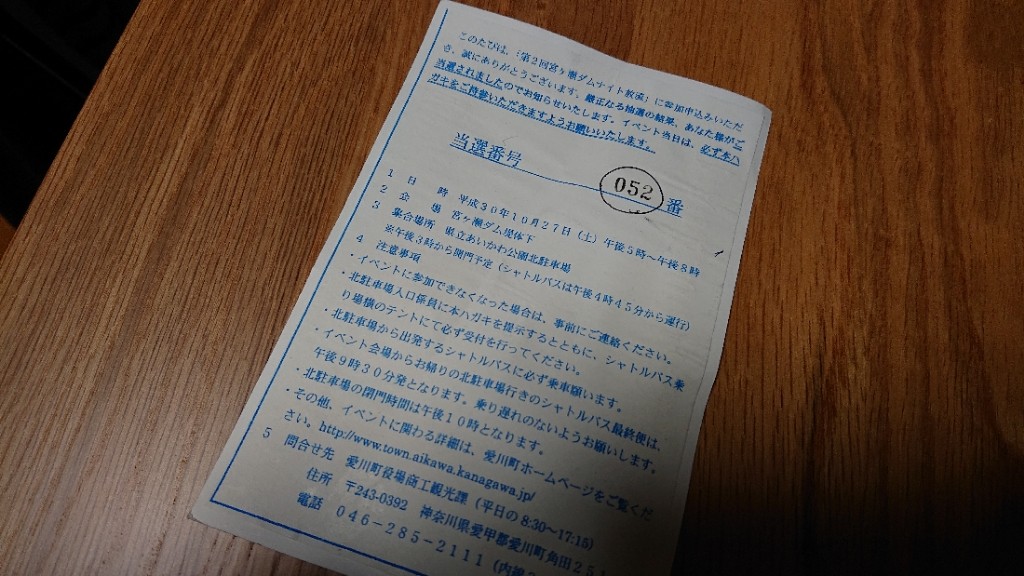 このたびは、「第2回宮ヶ瀬ダムナイト放流」に参加申込みいただ
き、誠にありがとうございます。厳正なる抽選の結果、あなた様がご
当選されましたのでお知らせいたします。イベント当日は、必ず本ハ
ガキをご持参いただきますようお願いいたします。
当選番号 052 番
1 日 時 平成30年10月27日(土)午後5時~午後8時
2 会 場 宮ヶ瀬ダム堤体下
3 集合場所 県立あいかわ公園北駐車場
※午後3時から開門予定(シャトルバスは午後4時45分から運行)
4 注意事項
・イベントに参加できなくなった場合は、事前にご連絡ください。
・北駐車場入口係員に本ハガキを提示するとともに、シャトルバス乗
り場横のテントにて必ず受付を行ってください。
・北駐車場から出発するシャトルバスに必ず乗車願います。
・イベント会場からお帰りの北駐車場行きのシャトルバス最終便は、
午後9時30分発となります。乗り遅れのないようお願いします。
・北駐車場の閉門時間は午後10時となります。
・その他、イベントに関わる詳細は、愛川町ホームページをご覧くだ
さい。http://www.town.aikawa.kanagawa.jp/
5 問合せ先 愛川町役場商工観光課(平日の8:30~17:15)
住所 〒243-0392 神奈川県愛甲郡愛川町角田251
電話 046-285-2111(内線